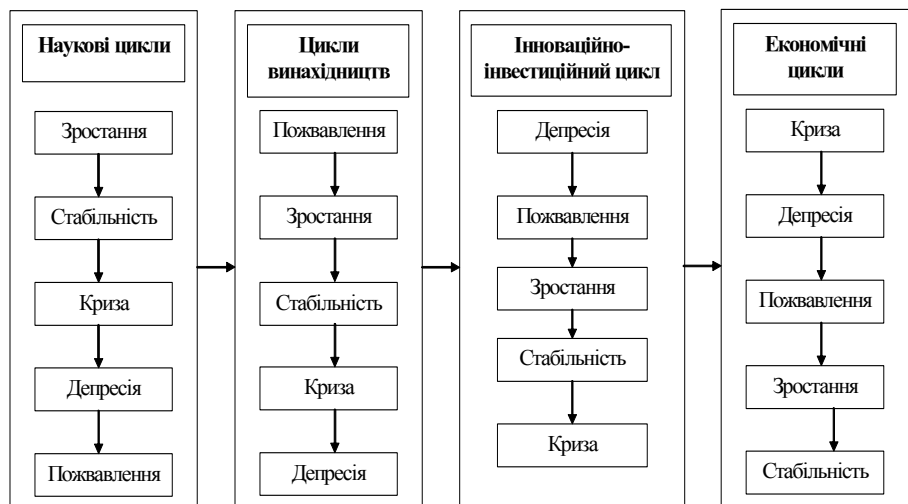 Наукові цикли
Зростання
Стабільність
Криза
Депресія
Пожвавлення
Цикли
винахідництв
Пожвавлення
Зростання
Стабільність
Криза
Депресія
Інноваційно-
інвестиційний цикл
Депресія
Пожвавлення
Зростання
Стабільність
Криза
Економічні
цикли
Криза
Депресія
Пожвавлення
Зростання
Стабільність